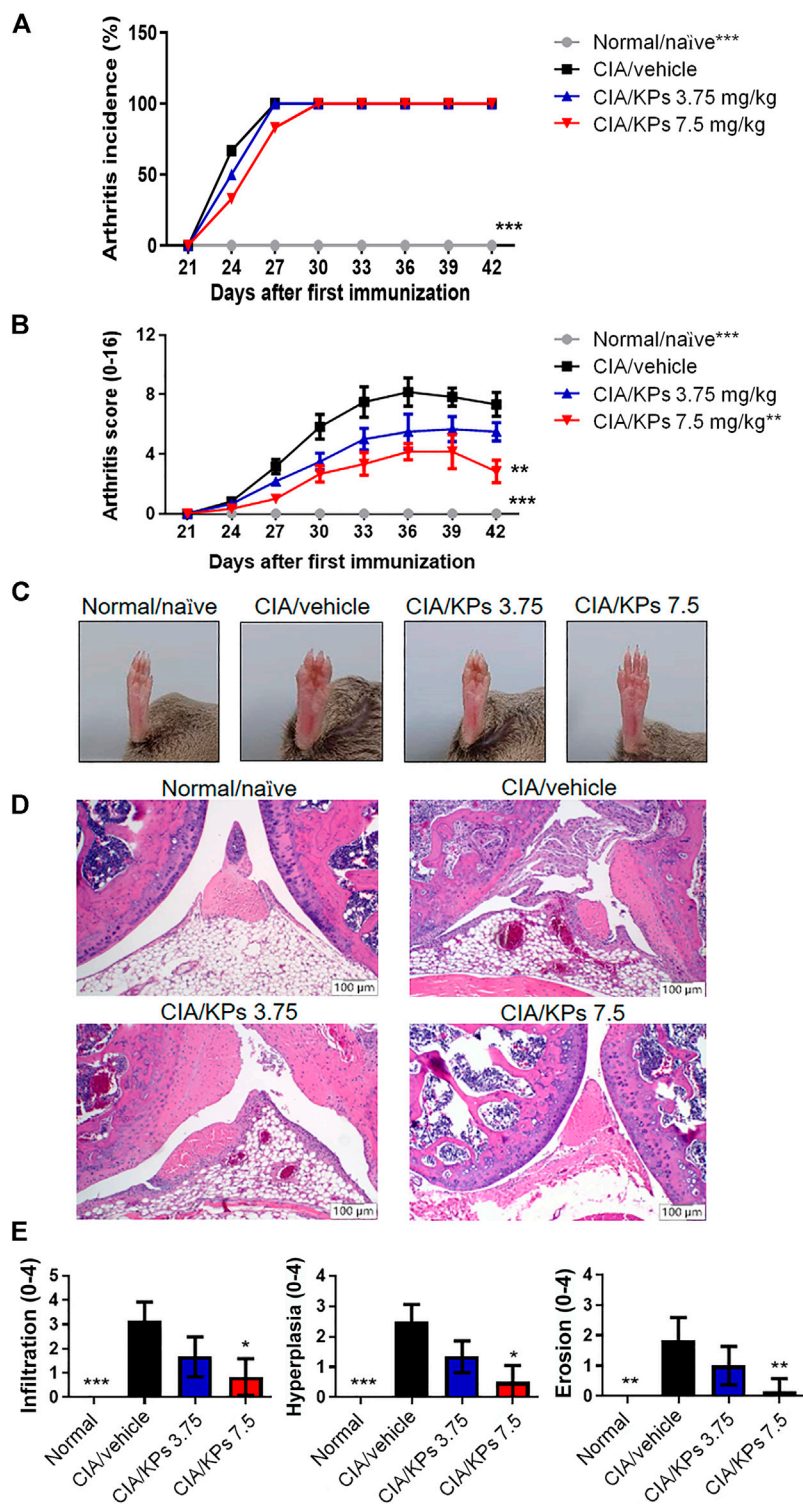 A
Arthritis incidence (%)
150
100
50
0
21 24 27 30 33 36 39 42
Days after first immunization
***
Normal/naïve***
CIA/vehicle
CIA/KPs 3.75 mg/kg
CIA/KPs 7.5 mg/kg
B
Arthritis score (0-16)
12
8
4
0
21 24 27 30 33 36 39 42
Days after first immunization
**
***
Normal/naïve***
CIA/vehicle
CIA/KPs 3.75 mg/kg
CIA/KPs 7.5 mg/kg**
C
Normal/naïve CIA/vehicle CIA/KPs 3.75 CIA/KPs 7.5
D
Normal/naïve CIA/vehicle
100 µm 100 µm
CIA/KPs 3.75 CIA/KPs 7.5
100 µm 100 µm
E
Infiltration (0-4)
5
4
3
2
1
0
*** *
Normal CIA/vehicle CIA/KPs 3.75 CIA/KPs 7.5
Hyperplasia (0-4)
4
3
2
1
0
*** *
Normal CIA/vehicle CIA/KPs 3.75 CIA/KPs 7.5
Erosion (0-4)
4
3
2
1
0
** **
Normal CIA/vehicle CIA/KPs 3.75 CIA/KPs 7.5